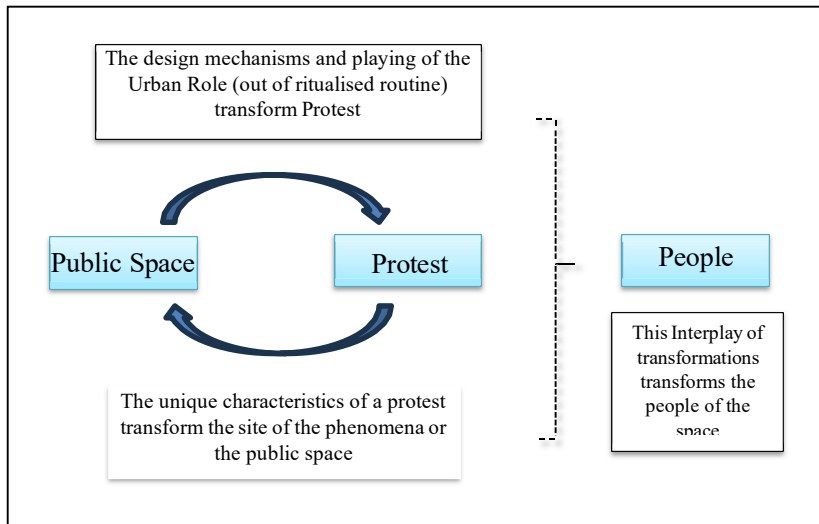 The design mechanisms and playing of the
Urban Role (out of ritualised routine)
transform Protest
Public Space
Protest
People
This Interplay of
transformations
transforms the
people of the
space
The unique characteristics of a protest
transform the site of the phenomena or
the public space